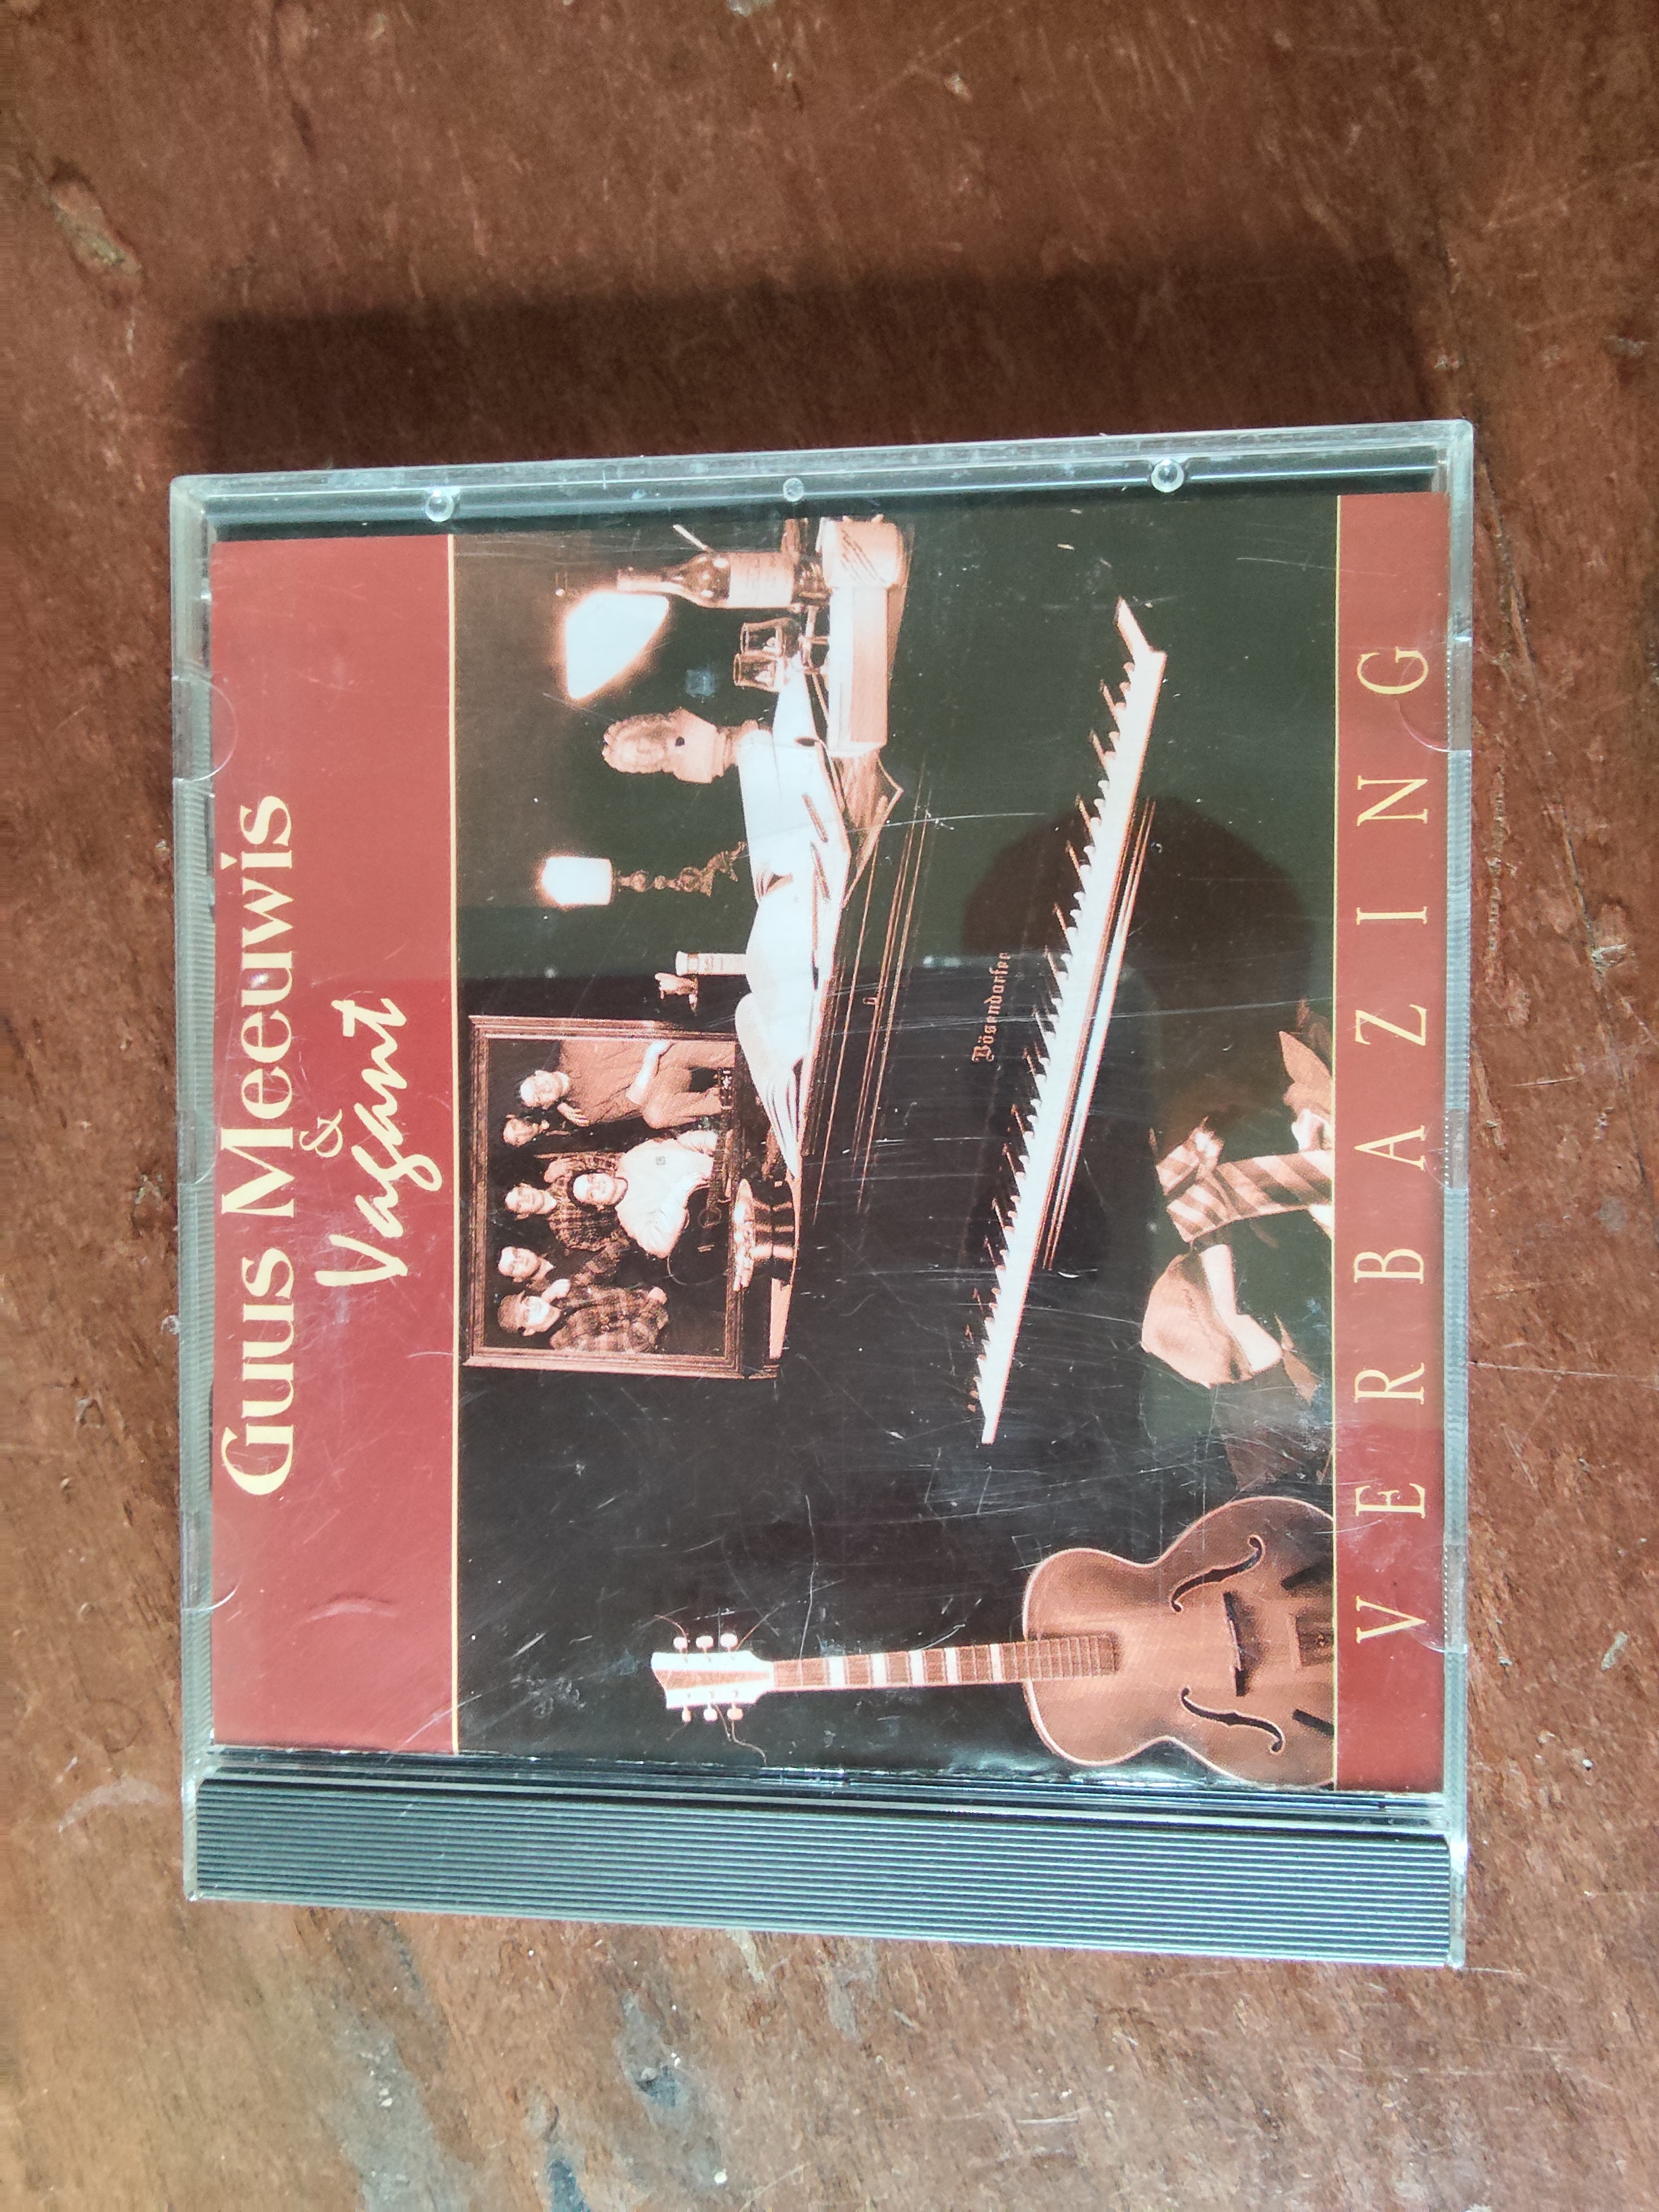 Guus Meeuwis
&
Vagant
Bösendorfer
VERBAZING